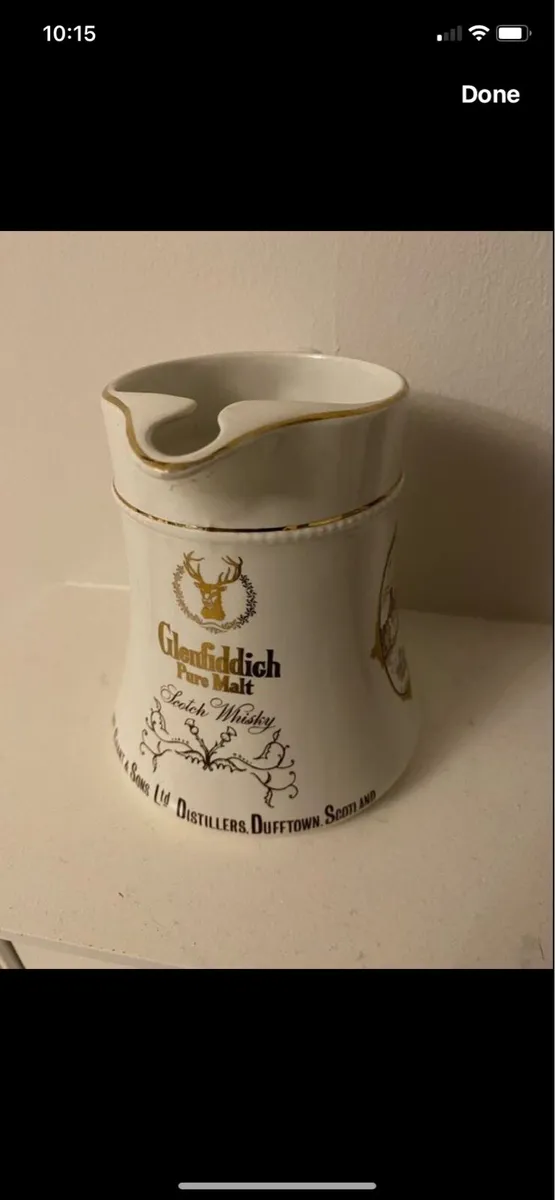 10:15
Done
Glenfiddich
Pure Malt
Scotch Whisky
& Sons. Ltd. Distillers. Dufftown. Scotland